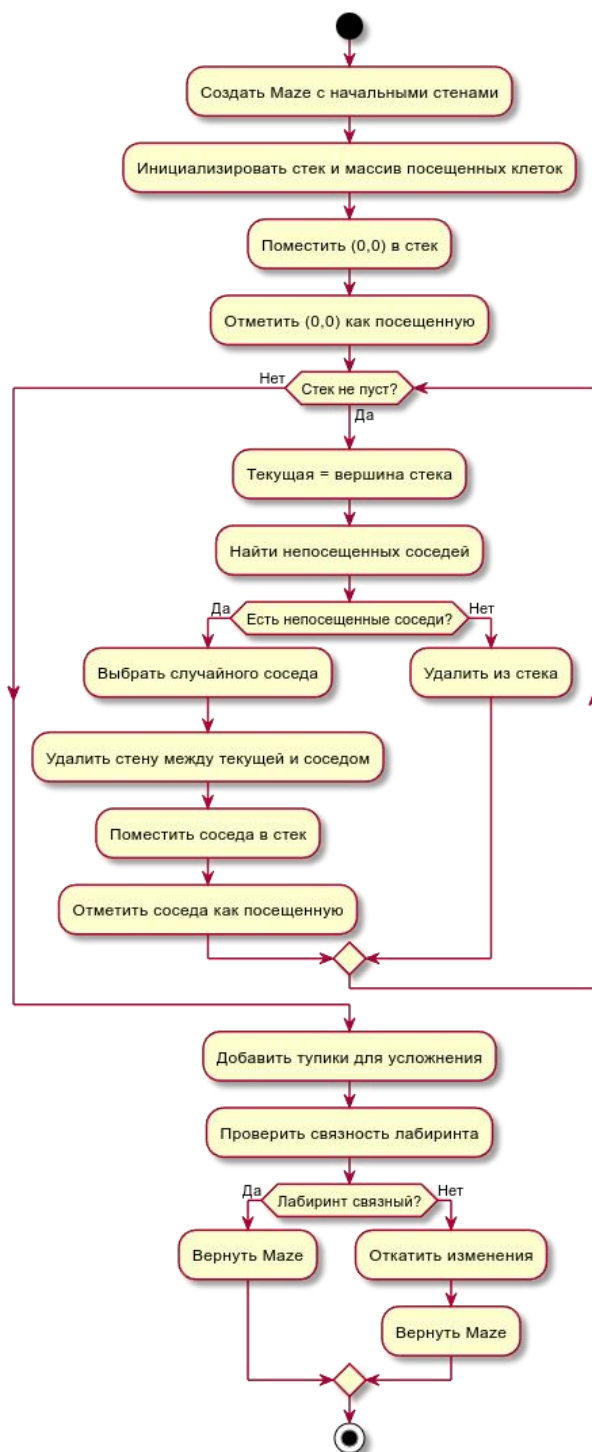 Создать Maze с начальными стенами
Инициализировать стек и массив посещенных клеток
Поместить (0,0) в стек
Отметить (0,0) как посещенную
Нет
Стек не пуст?
Да
Текущая = вершина стека
Найти непосещенных соседей
Да
Есть непосещенные соседи?
Нет
Выбрать случайного соседа
Удалить из стека
Удалить стену между текущей и соседом
Поместить соседа в стек
Отметить соседа как посещенную
Добавить тупики для усложнения
Проверить связность лабиринта
Да
Лабиринт связный?
Нет
Вернуть Maze
Откатить изменения
Вернуть Maze